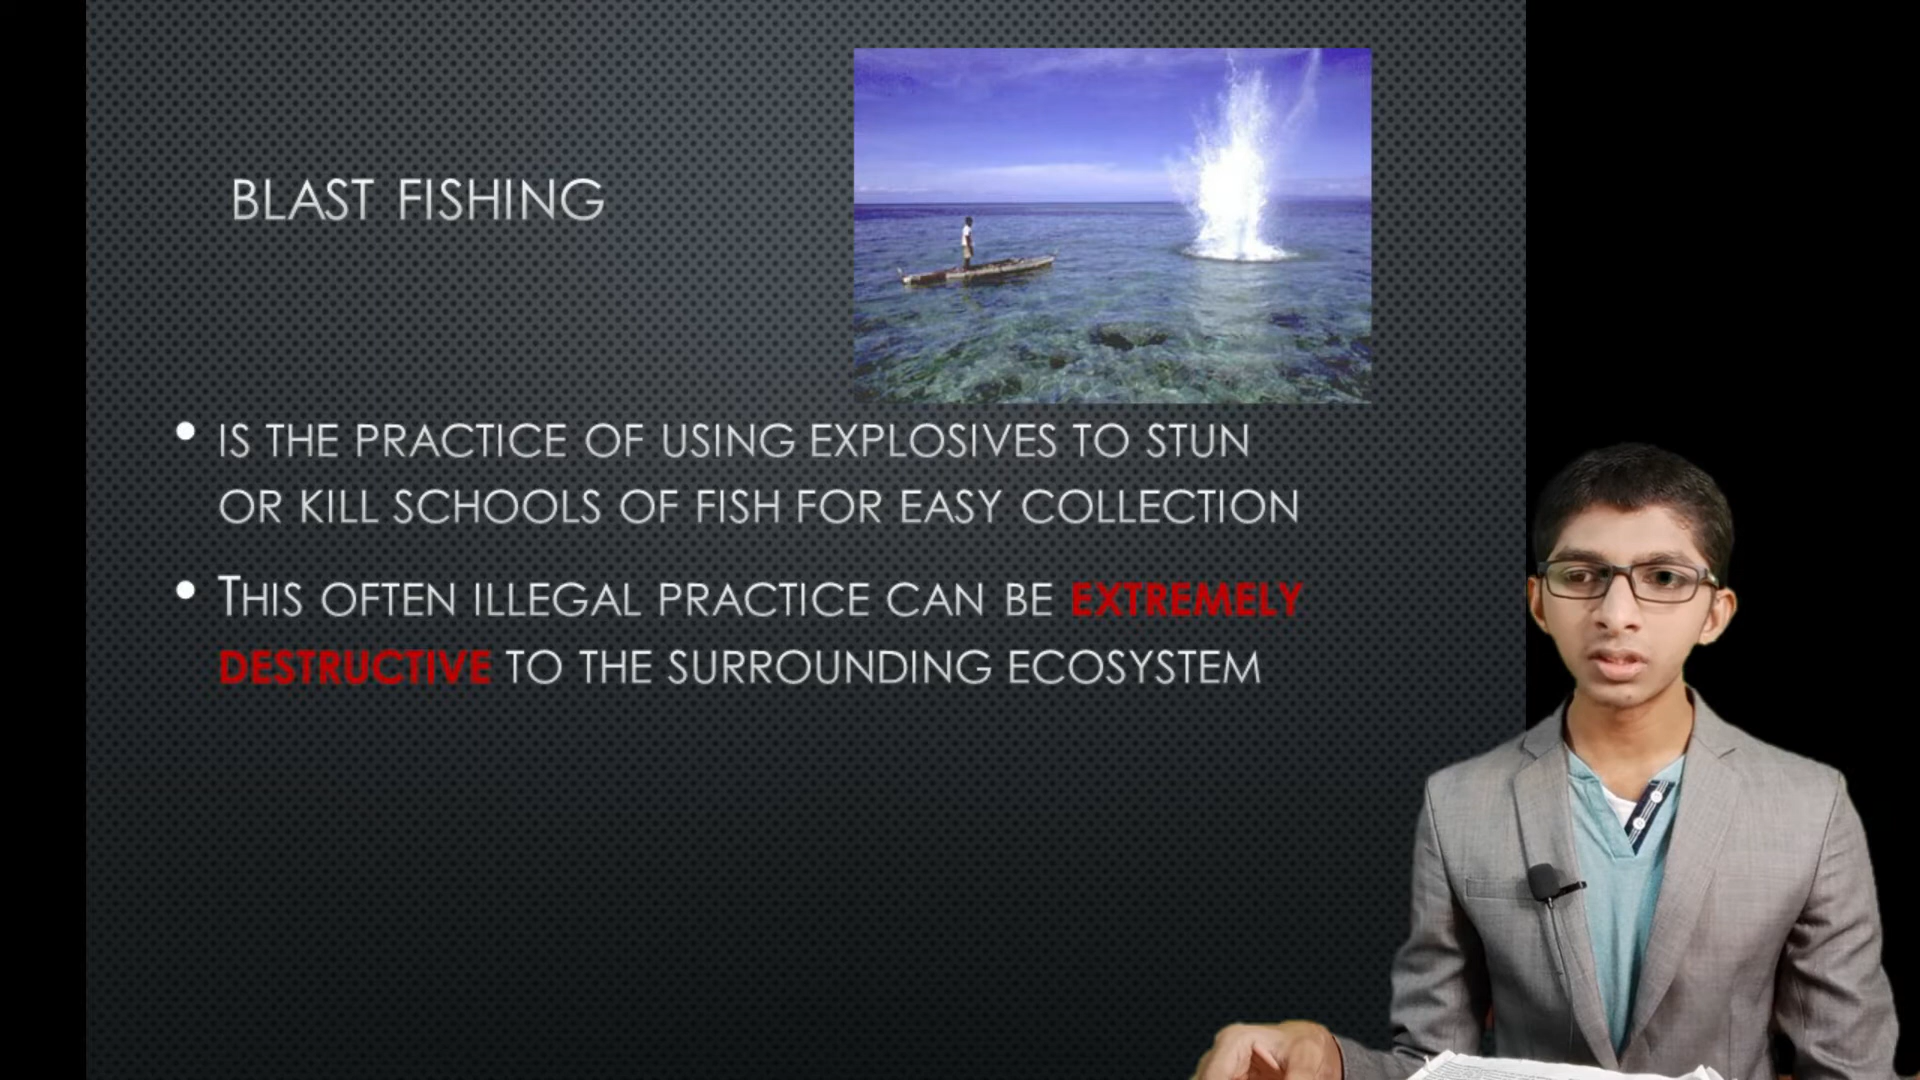 BLAST FISHING
• IS THE PRACTICE OF USING EXPLOSIVES TO STUN
OR KILL SCHOOLS OF FISH FOR EASY COLLECTION
• THIS OFTEN ILLEGAL PRACTICE CAN BE EXTREMELY
DESTRUCTIVE TO THE SURROUNDING ECOSYSTEM